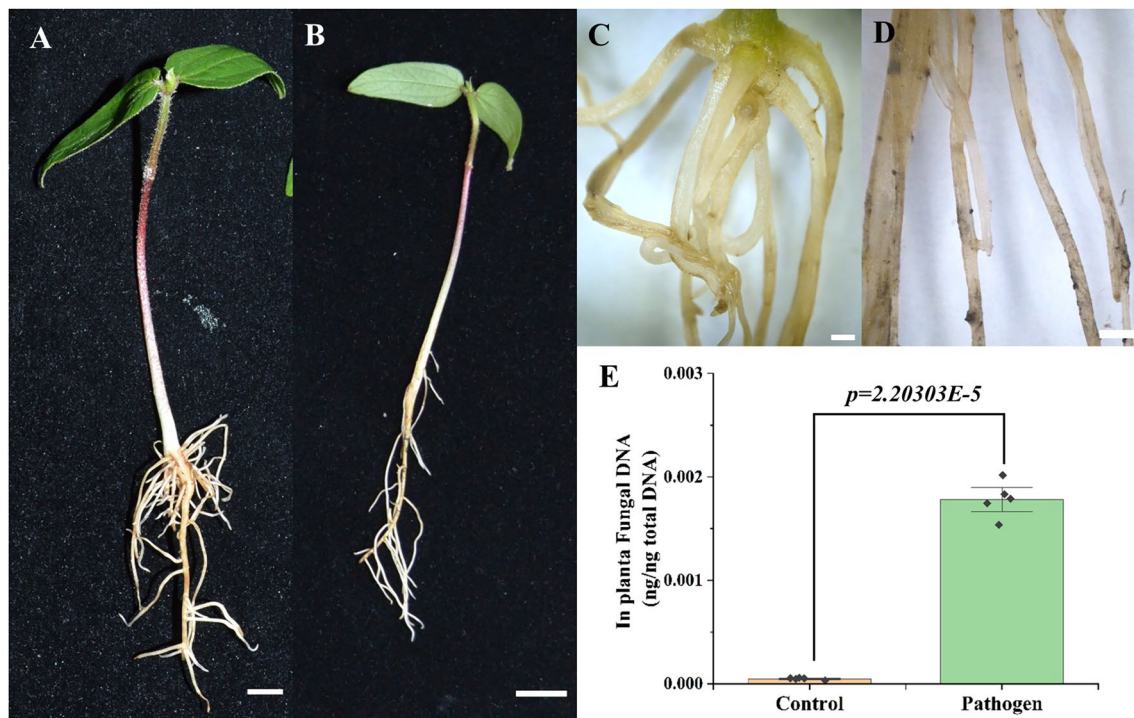 A
B
C
D
E
0.003
p=2.20303E-5
0.002
0.001
0.000
In planta Fungal DNA
(ng/ng total DNA)
Control
Pathogen